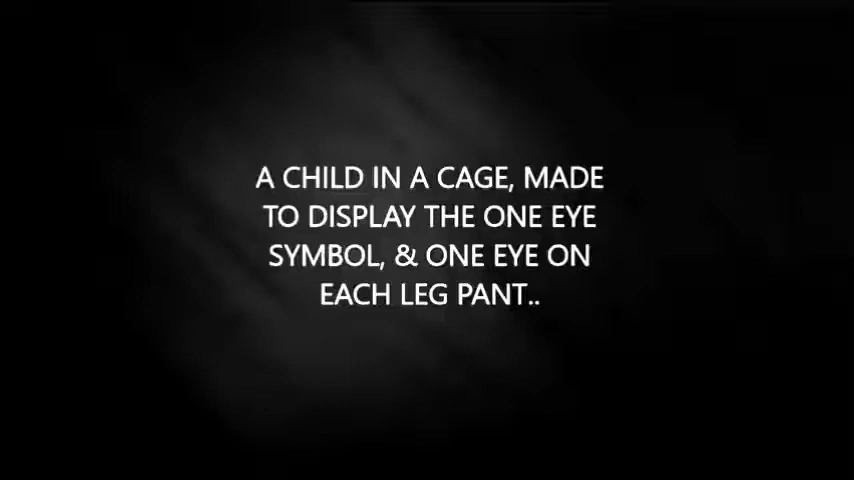 A CHILD IN A CAGE, MADE
TO DISPLAY THE ONE EYE
SYMBOL, & ONE EYE ON
EACH LEG PANT..